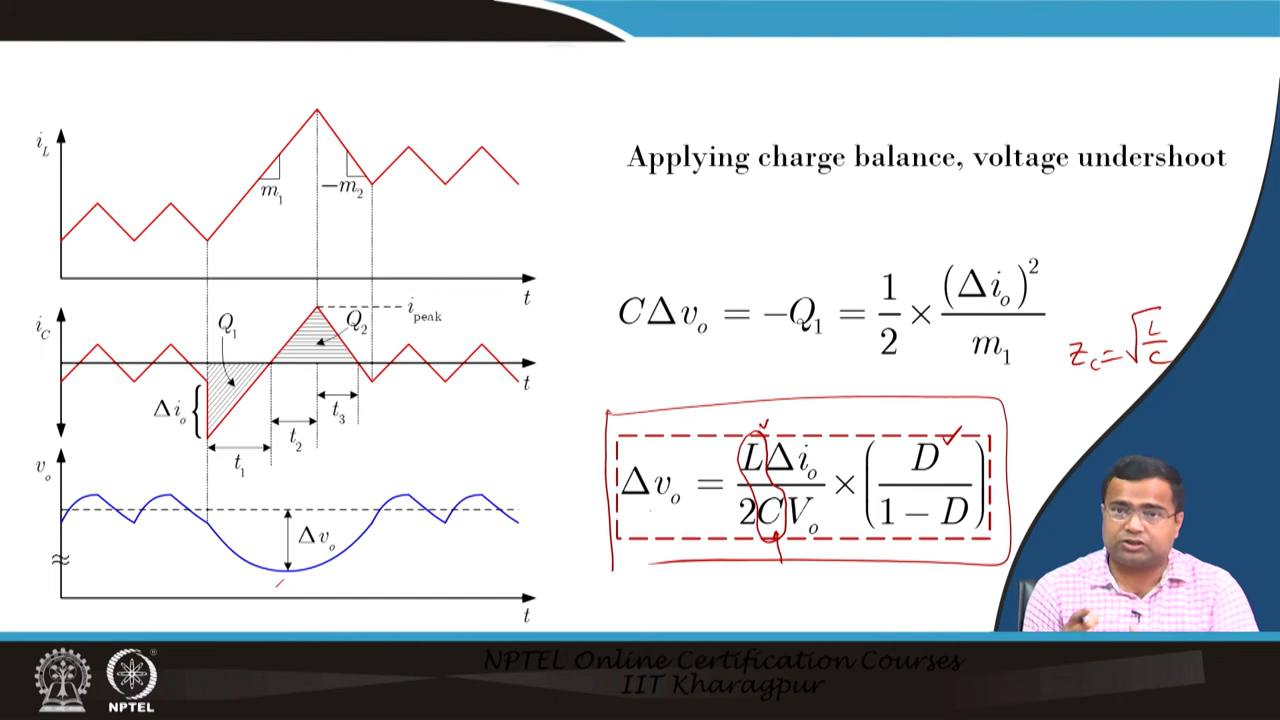 Applying charge balance, voltage undershoot
i_L
m_1
−m_2
t
C Δv_o = −Q_1 = 1/2 × (Δi_o)^2 / m_1
z_c = √(L/C)
i_C
Q_1
Q_2
i_peak
t
Δi_o {
t_1
t_2
t_3
Δv_o = LΔi_o / 2CV_o × (D / 1 − D)
v_o
Δv_o
≈
t
NPTEL
NPTEL Online Certification Courses
IIT Kharagpur